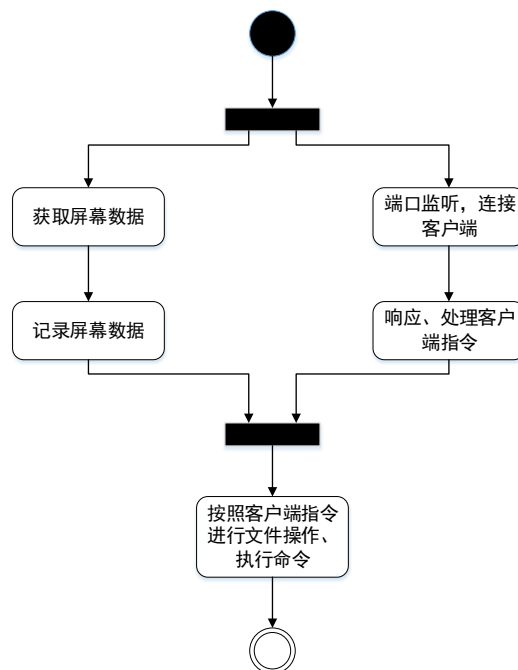 获取屏幕数据
端口监听，连接
客户端
记录屏幕数据
响应、处理客户
端指令
按照客户端指令
进行文件操作、
执行命令